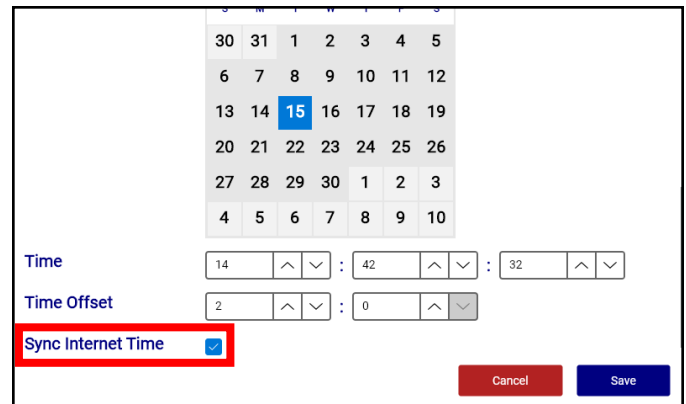 S M T W T F S
30 31 1 2 3 4 5
6 7 8 9 10 11 12
13 14 15 16 17 18 19
20 21 22 23 24 25 26
27 28 29 30 1 2 3
4 5 6 7 8 9 10
Time 14 : 42 : 32
Time Offset 2 : 0
Sync Internet Time
Cancel Save